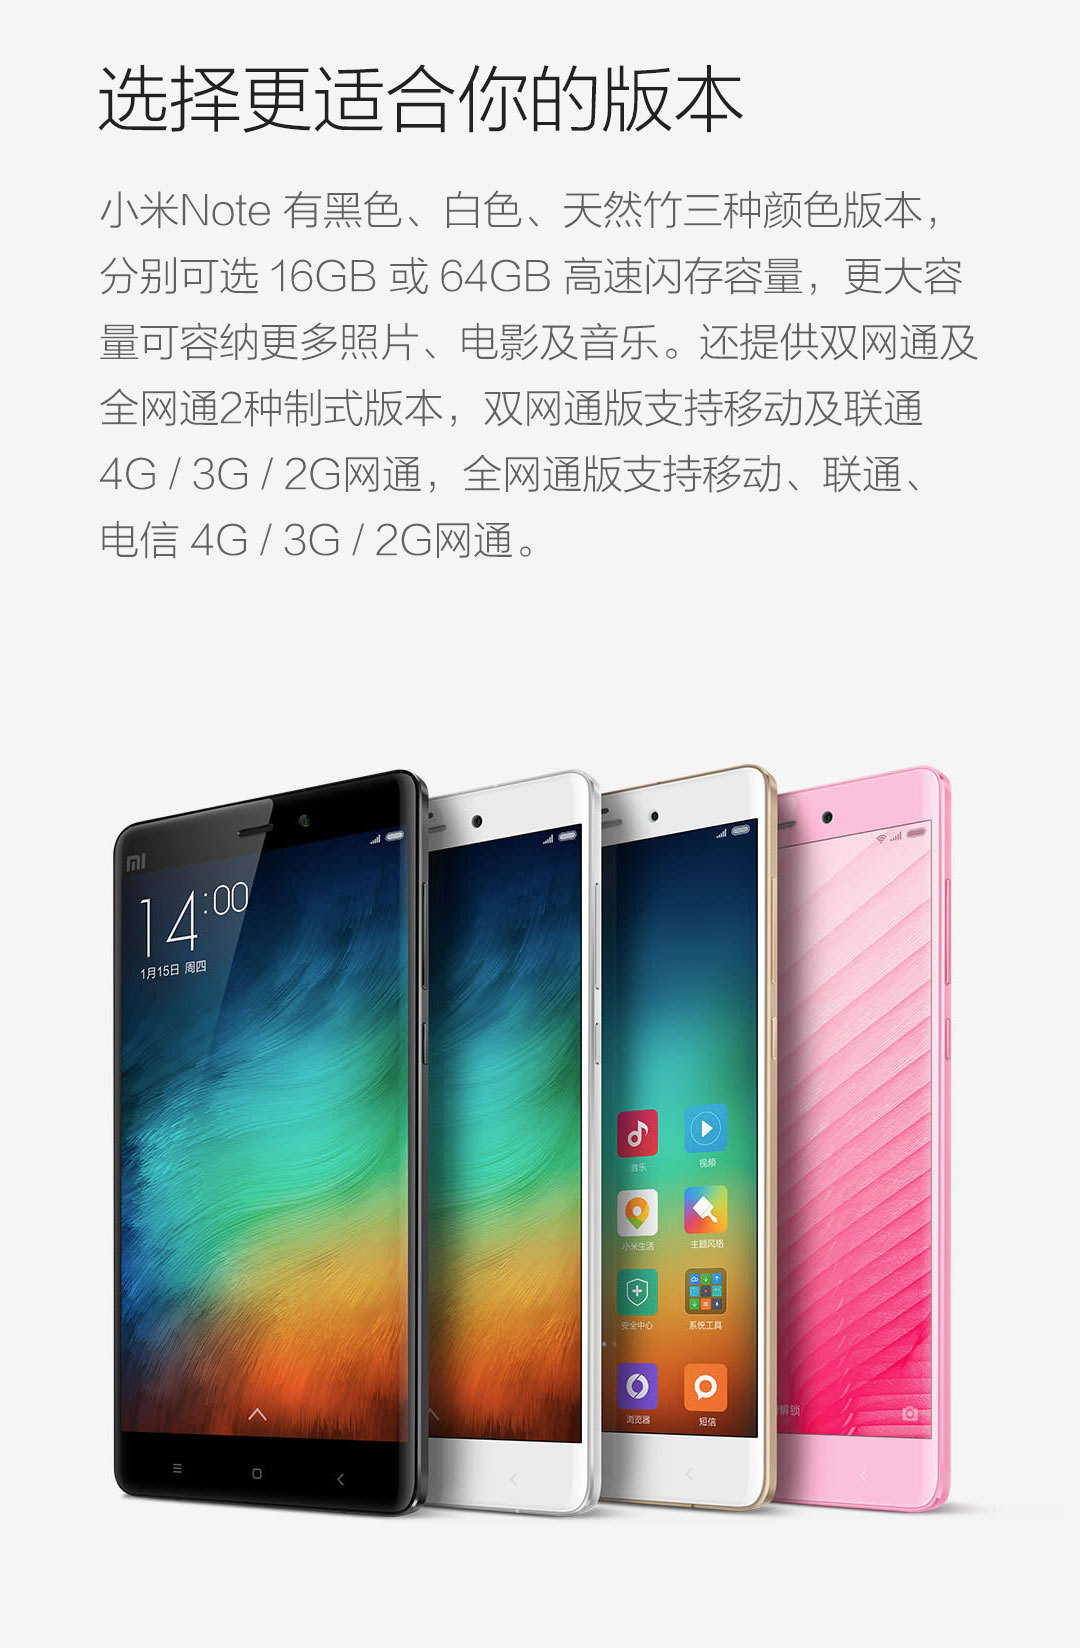 选择更适合你的版本
小米Note 有黑色、白色、天然竹三种颜色版本，
分别可选 16GB 或 64GB 高速闪存容量，更大容
量可容纳更多照片、电影及音乐。还提供双网通及
全网通2种制式版本，双网通版支持移动及联通
4G / 3G / 2G网通，全网通版支持移动、联通、
电信 4G / 3G / 2G网通。
MI
14:00
1月15日 周四
音乐
视频
小米生活
主题风格
安全中心
系统工具
浏览器
短信
解锁